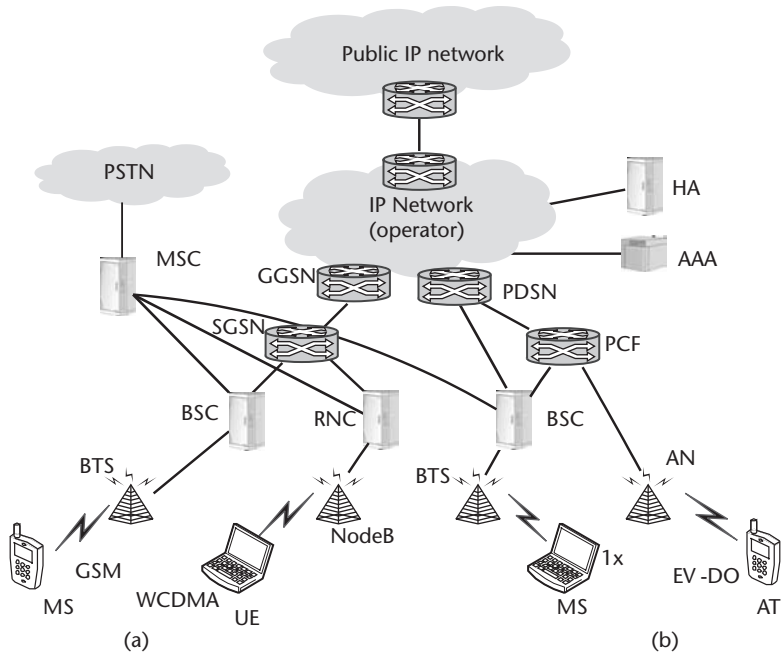 Public IP network
PSTN
IP Network
(operator)
HA
MSC
GGSN
PDSN
AAA
SGSN
PCF
BSC
RNC
BSC
BTS
BTS
AN
NodeB
GSM
1x
MS
WCDMA
UE
MS
EV -DO
AT
(a)
(b)